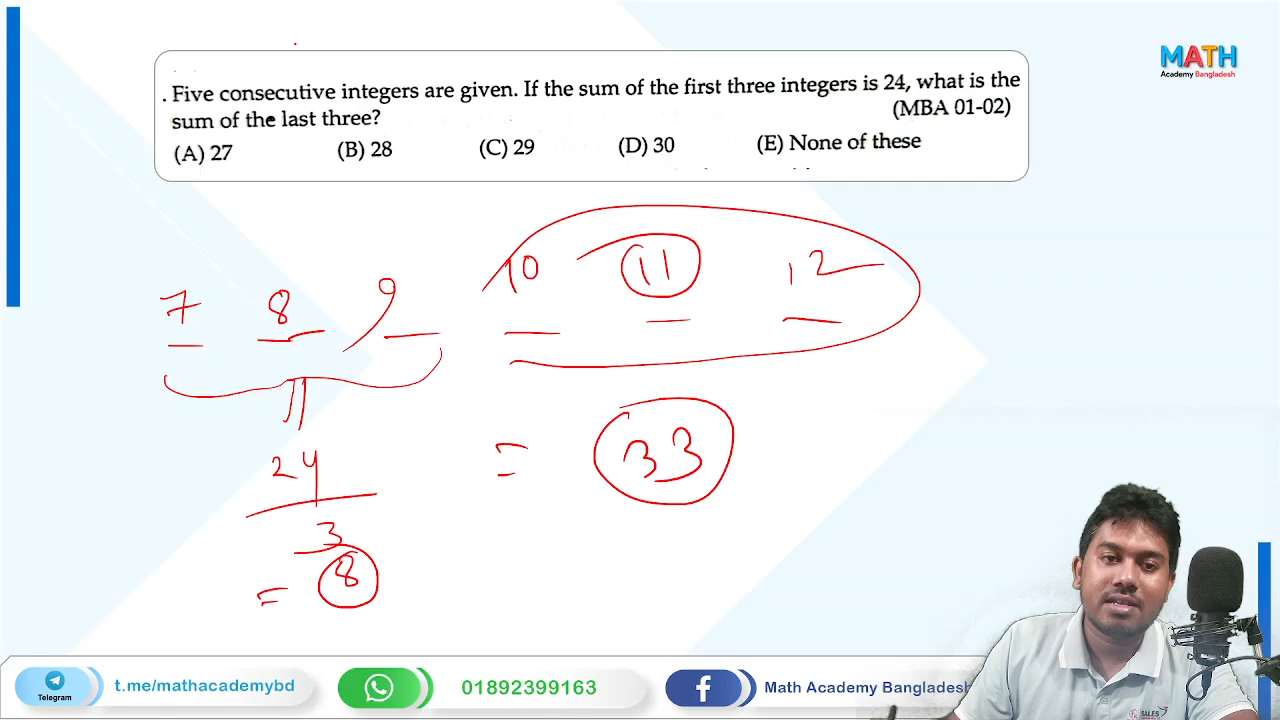 MATH
Academy Bangladesh
. Five consecutive integers are given. If the sum of the first three integers is 24, what is the
sum of the last three? (MBA 01-02)
(A) 27 (B) 28 (C) 29 (D) 30 (E) None of these
7 8 9 10 11 12
24
3
= 8
= 33
Telegram
t.me/mathacademybd
01892399163
Math Academy Bangladesh
SALES